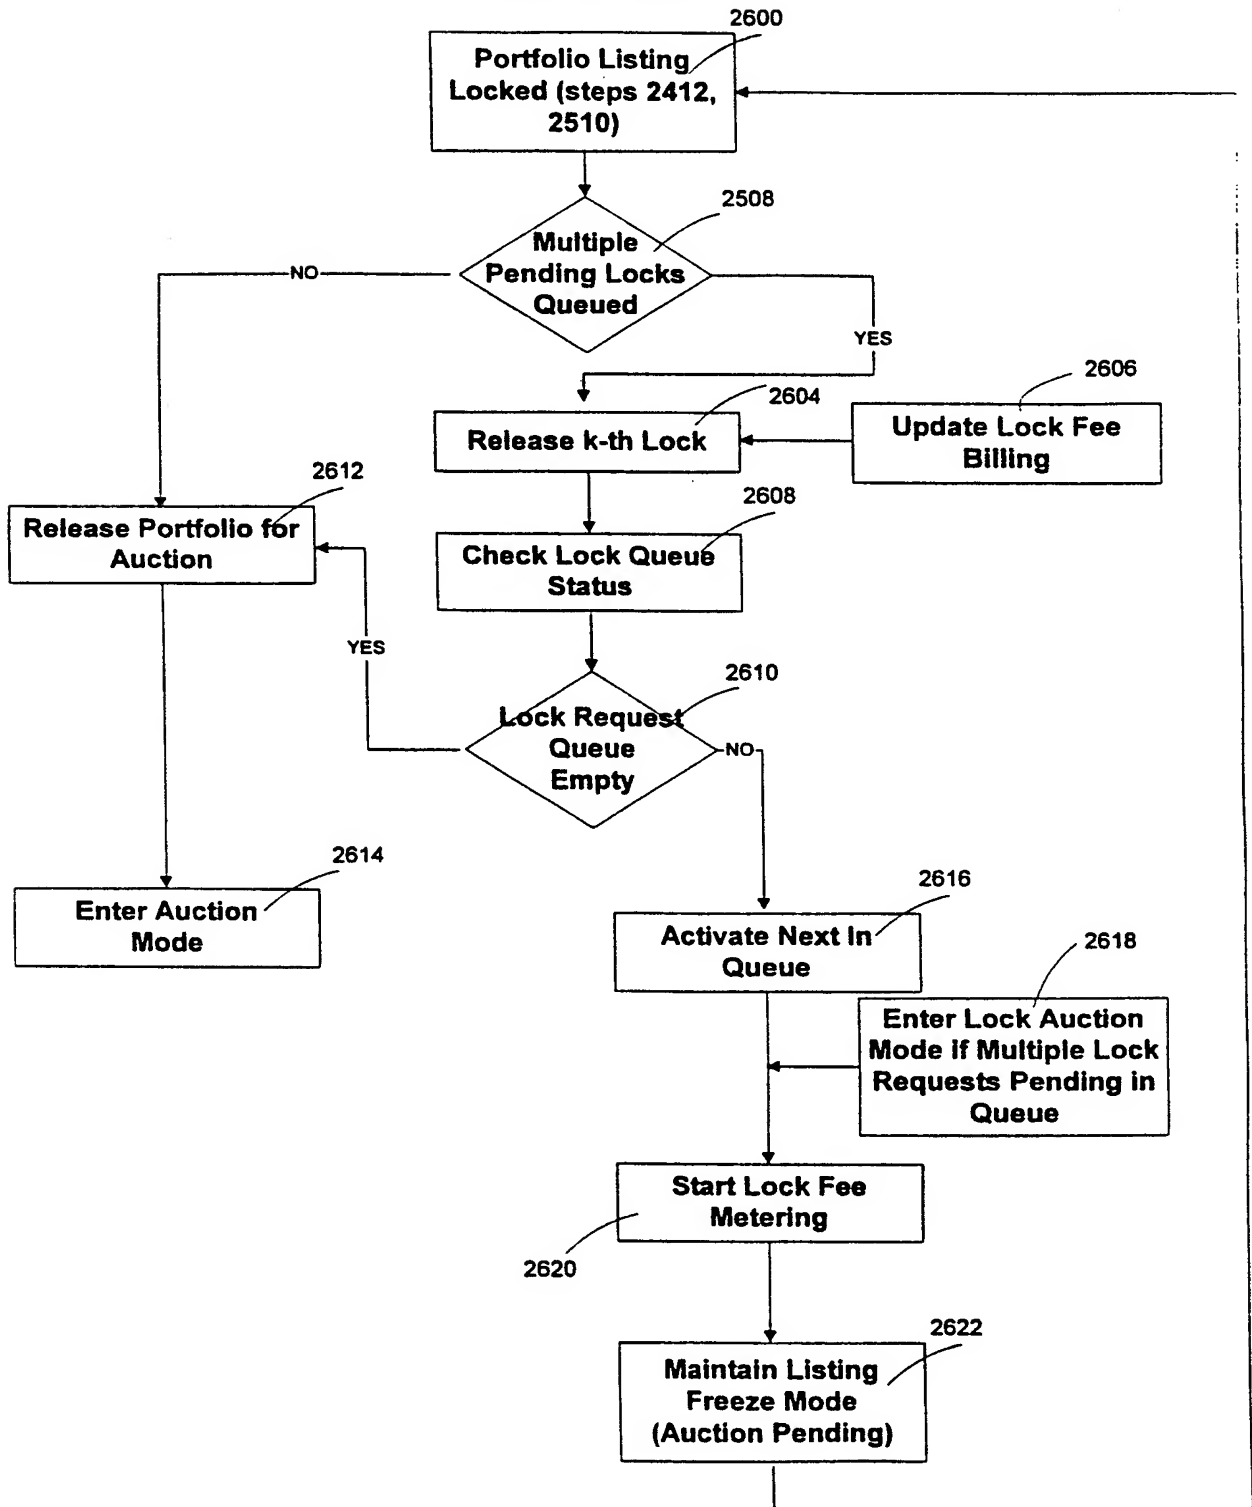 2600
Portfolio Listing
Locked (steps 2412,
2510)
2508
Multiple
Pending Locks
Queued
NO
YES
2604
2606
Release k-th Lock
Update Lock Fee
Billing
2612
Release Portfolio for
Auction
2608
Check Lock Queue
Status
YES
2610
Lock Request
Queue
Empty
NO
2614
Enter Auction
Mode
2616
Activate Next In
Queue
2618
Enter Lock Auction
Mode if Multiple Lock
Requests Pending in
Queue
Start Lock Fee
Metering
2620
2622
Maintain Listing
Freeze Mode
(Auction Pending)